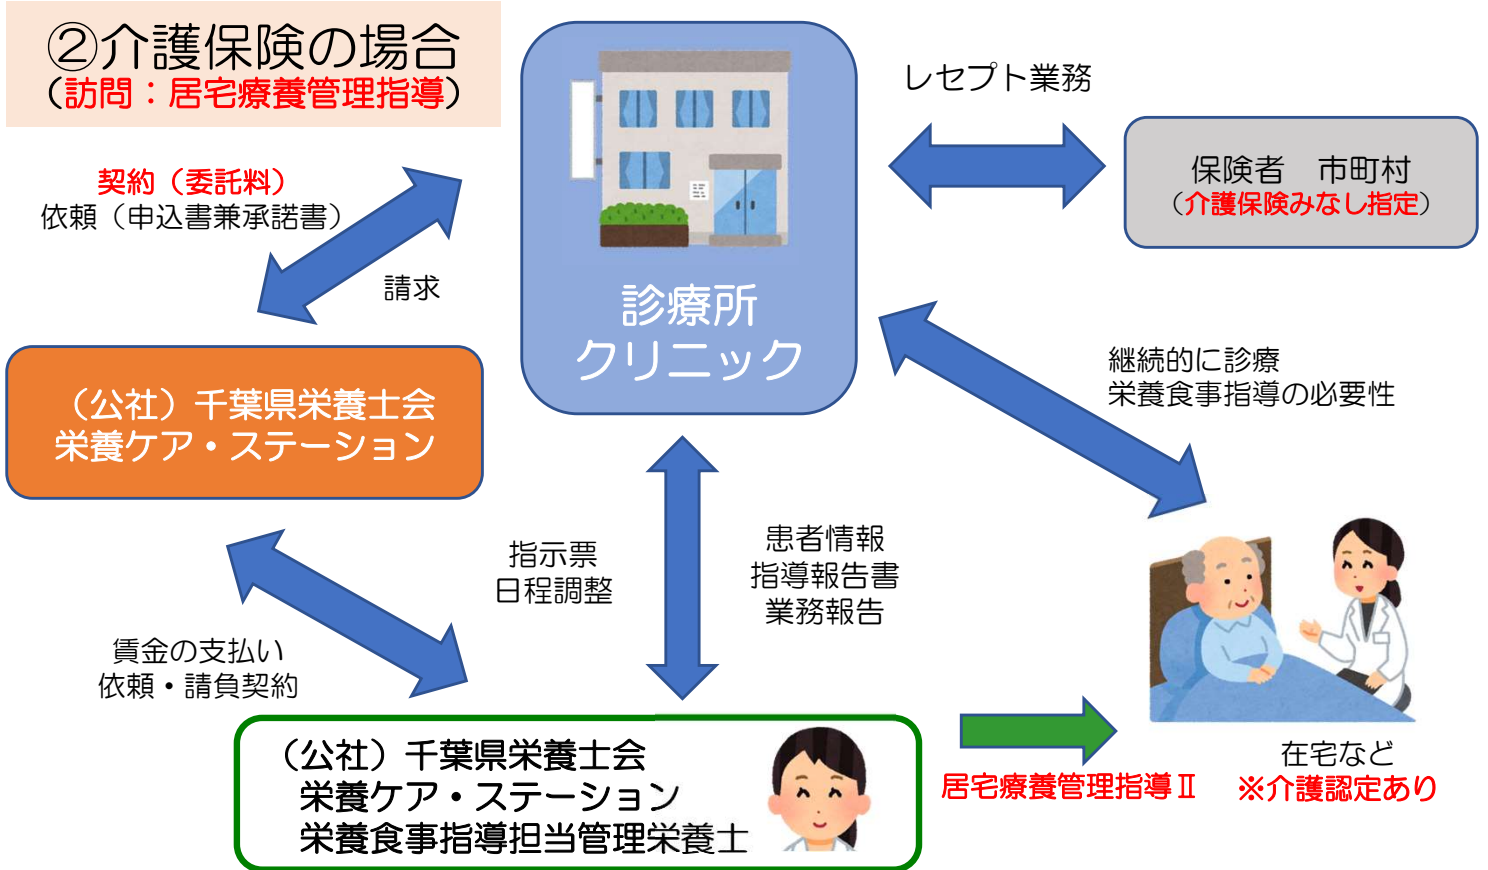 ②介護保険の場合
（訪問：居宅療養管理指導）
レセプト業務
保険者　市町村
（介護保険みなし指定）
契約（委託料）
依頼（申込書兼承諾書）
請求
診療所
クリニック
継続的に診療
栄養食事指導の必要性
（公社）千葉県栄養士会
栄養ケア・ステーション
指示票
日程調整
患者情報
指導報告書
業務報告
賃金の支払い
依頼・請負契約
（公社）千葉県栄養士会
栄養ケア・ステーション
栄養食事指導担当管理栄養士
居宅療養管理指導Ⅱ
在宅など
※介護認定あり